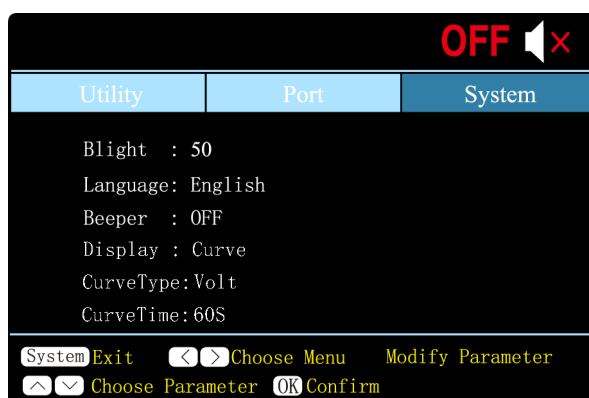 OFF
Utility Port System
Blight : 50
Language: English
Beeper : OFF
Display : Curve
CurveType:Volt
CurveTime:60S
System Exit < > Choose Menu Modify Parameter
Choose Parameter OK Confirm